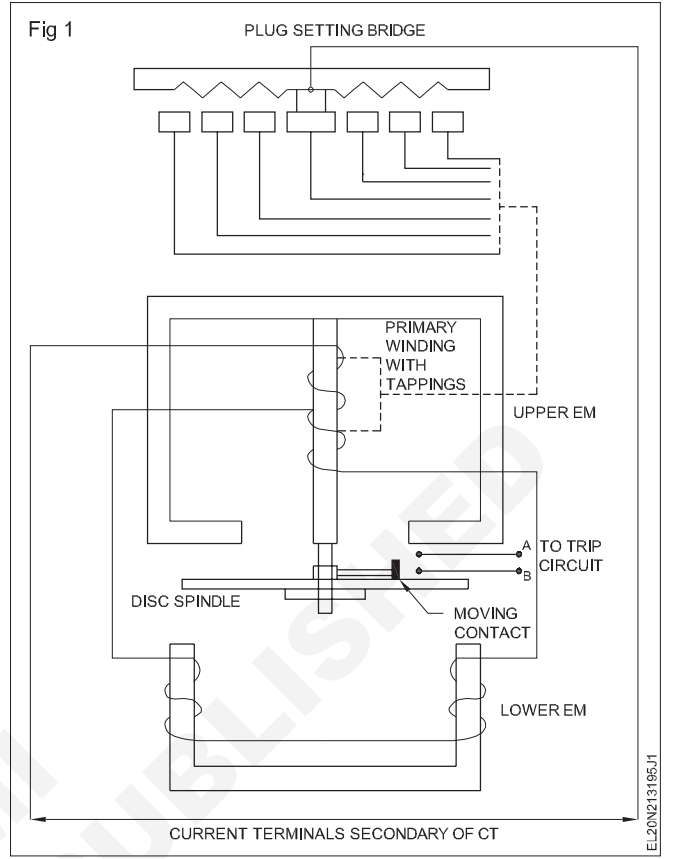 Fig 1
PLUG SETTING BRIDGE
PRIMARY
WINDING
WITH
TAPPINGS
UPPER EM
A
TO TRIP
CIRCUIT
B
DISC SPINDLE
MOVING
CONTACT
LOWER EM
CURRENT TERMINALS SECONDARY OF CT
EL20N213195J1